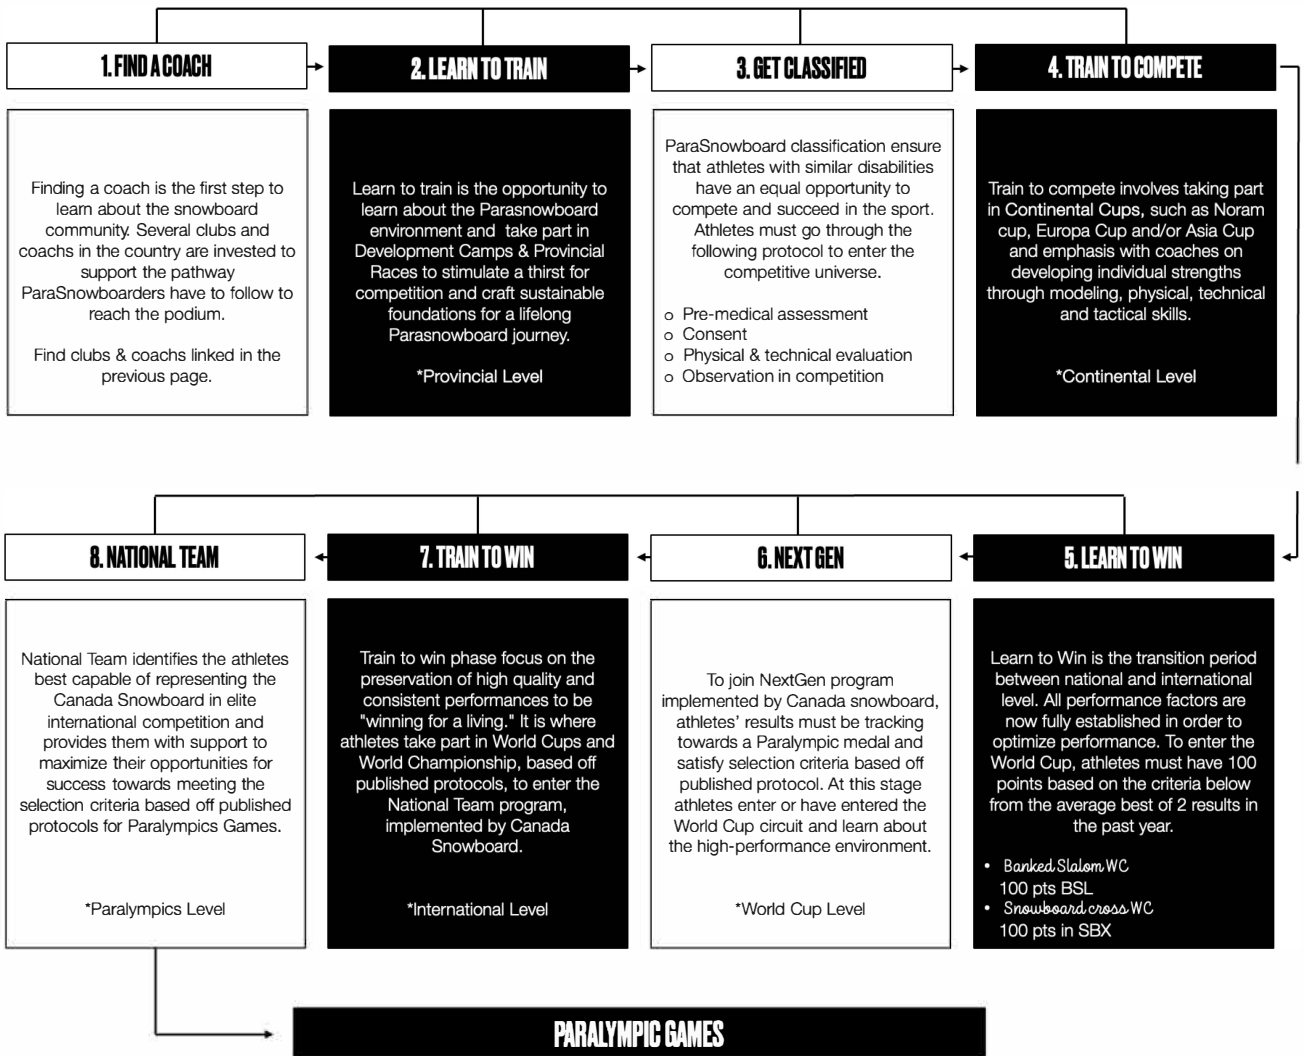 1. FIND A COACH
Finding a coach is the first step to
learn about the snowboard
community. Several clubs and
coachs in the country are invested to
support the pathway
ParaSnowboarders have to follow to
reach the podium.
Find clubs & coachs linked in the
previous page.
2. LEARN TO TRAIN
Learn to train is the opportunity to
learn about the Parasnowboard
environment and take part in
Development Camps & Provincial
Races to stimulate a thirst for
competition and craft sustainable
foundations for a lifelong
Parasnowboard journey.
*Provincial Level
3. GET CLASSIFIED
ParaSnowboard classification ensure
that athletes with similar disabilities
have an equal opportunity to
compete and succeed in the sport.
Athletes must go through the
following protocol to enter the
competitive universe.
o Pre-medical assessment
o Consent
o Physical & technical evaluation
o Observation in competition
4. TRAIN TO COMPETE
Train to compete involves taking part
in Continental Cups, such as Noram
cup, Europa Cup and/or Asia Cup
and emphasis with coaches on
developing individual strengths
through modeling, physical, technical
and tactical skills.
*Continental Level
8. NATIONAL TEAM
National Team identifies the athletes
best capable of representing the
Canada Snowboard in elite
international competition and
provides them with support to
maximize their opportunities for
success towards meeting the
selection criteria based off published
protocols for Paralympics Games.
*Paralympics Level
7. TRAIN TO WIN
Train to win phase focus on the
preservation of high quality and
consistent performances to be
"winning for a living." It is where
athletes take part in World Cups and
World Championship, based off
published protocols, to enter the
National Team program,
implemented by Canada
Snowboard.
*International Level
6. NEXT GEN
To join NextGen program
implemented by Canada snowboard,
athletes' results must be tracking
towards a Paralympic medal and
satisfy selection criteria based off
published protocol. At this stage
athletes enter or have entered the
World Cup circuit and learn about
the high-performance environment.
*World Cup Level
5. LEARN TO WIN
Learn to Win is the transition period
between national and international
level. All performance factors are
now fully established in order to
optimize performance. To enter the
World Cup, athletes must have 100
points based on the criteria below
from the average best of 2 results in
the past year.
• Banked Slalom WC
100 pts BSL
• Snowboard cross WC
100 pts in SBX
PARALYMPIC GAMES